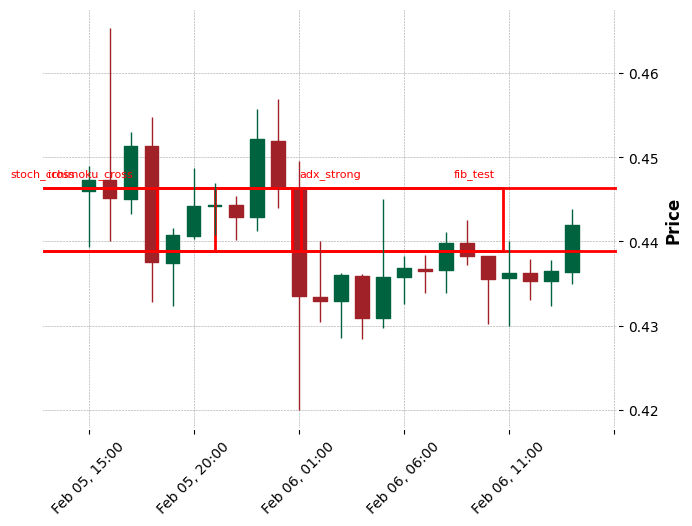 0.46
0.45
stoch_cross
ichimoku_cross
adx_strong
fib_test
0.44
Price
0.43
0.42
Feb 05, 15:00
Feb 05, 20:00
Feb 06, 01:00
Feb 06, 06:00
Feb 06, 11:00